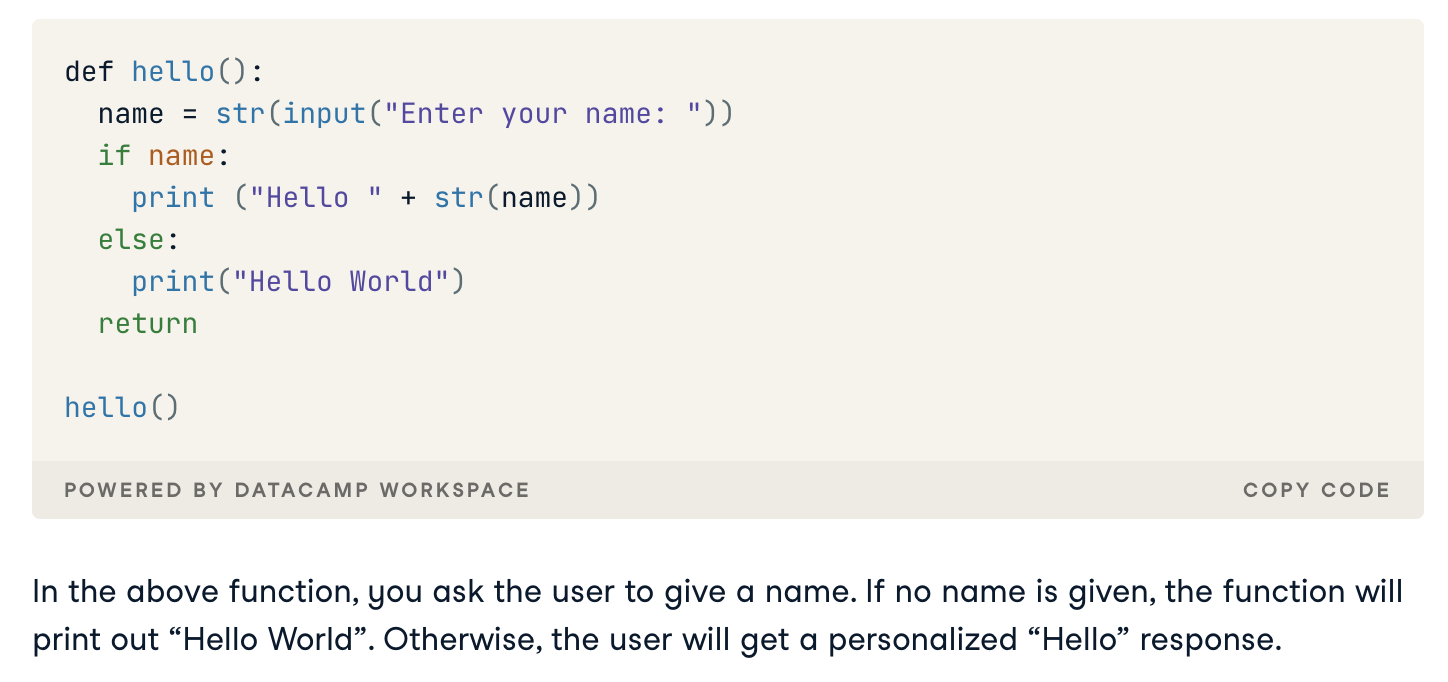 def hello():
  name = str(input("Enter your name: "))
  if name:
    print ("Hello " + str(name))
  else:
    print("Hello World")
  return

hello()
POWERED BY DATACAMP WORKSPACE
COPY CODE
In the above function, you ask the user to give a name. If no name is given, the function will
print out “Hello World”. Otherwise, the user will get a personalized “Hello” response.